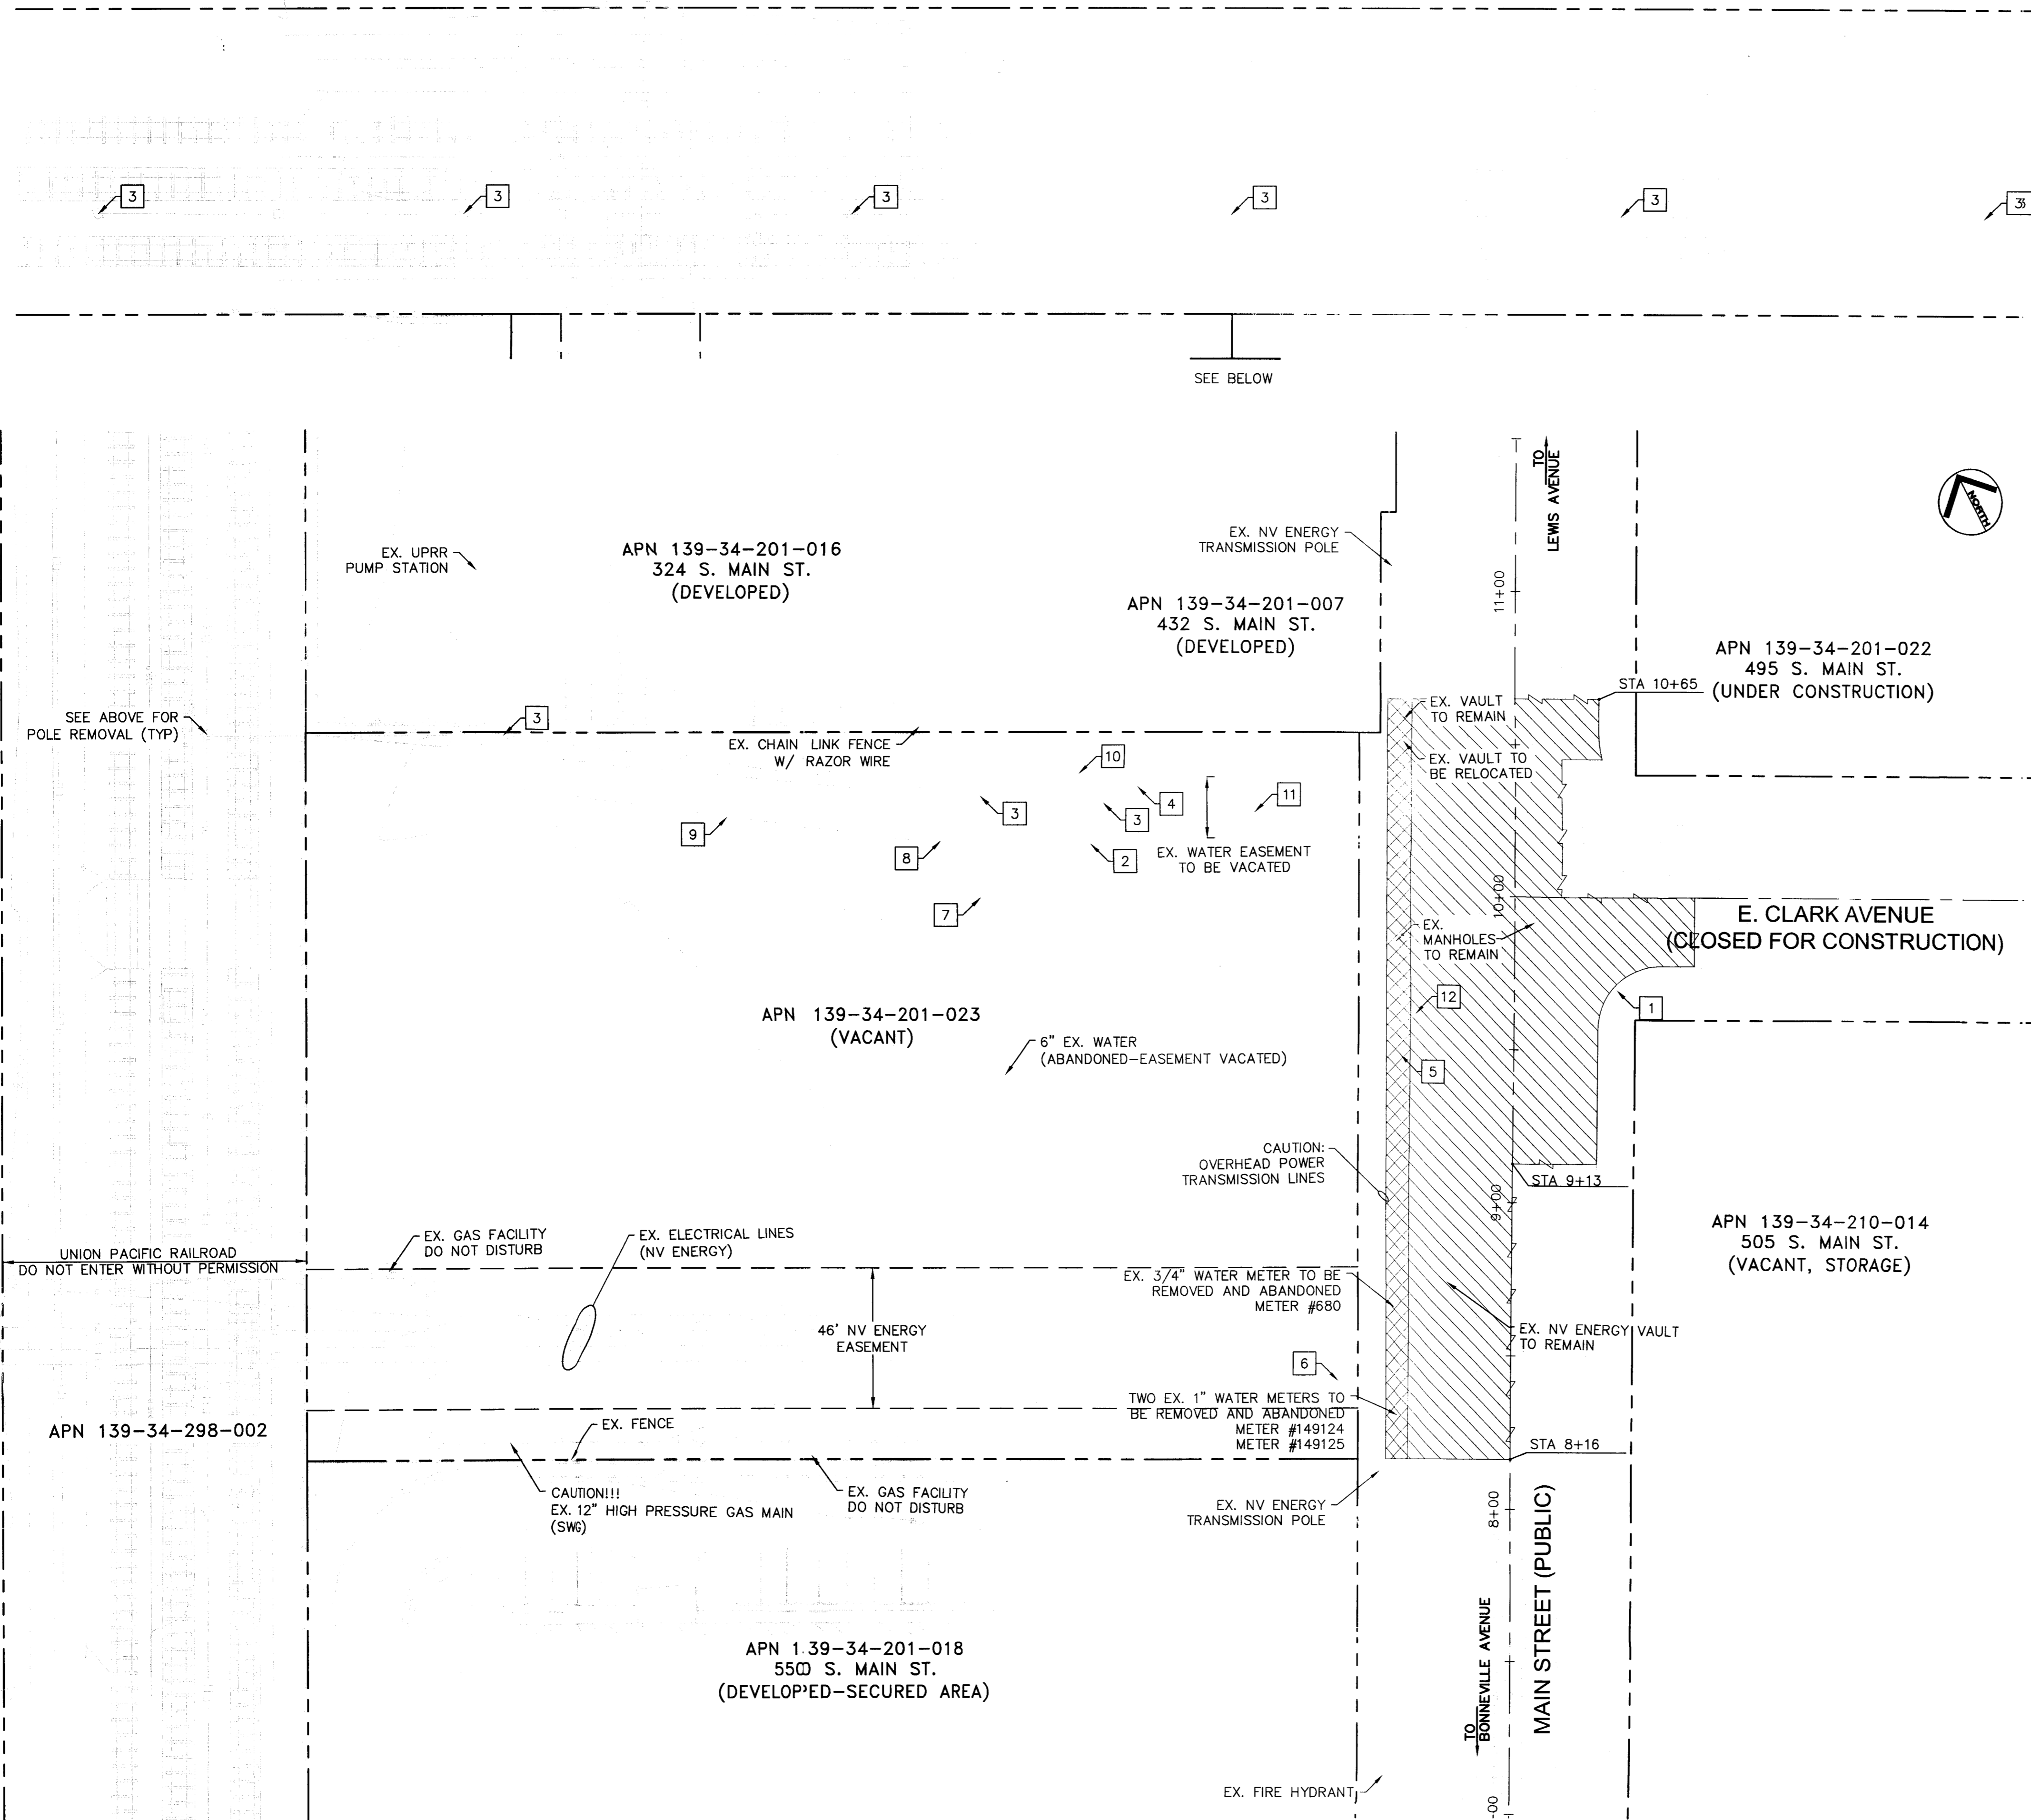 3
3
3
3
3
3
SEE BELOW
TO
LEWIS AVENUE
NORTH
EX. UPRR
PUMP STATION
APN 139-34-201-016
324 S. MAIN ST.
(DEVELOPED)
EX. NV ENERGY
TRANSMISSION POLE
APN 139-34-201-007
432 S. MAIN ST.
(DEVELOPED)
11+00
APN 139-34-201-022
495 S. MAIN ST.
(UNDER CONSTRUCTION)
STA 10+65
SEE ABOVE FOR
POLE REMOVAL (TYP)
3
EX. CHAIN LINK FENCE
W/ RAZOR WIRE
EX. VAULT
TO REMAIN
EX. VAULT TO
BE RELOCATED
10
4
11
3
3
9
8
2
EX. WATER EASEMENT
TO BE VACATED
7
10+00
EX.
MANHOLES
TO REMAIN
E. CLARK AVENUE
(CLOSED FOR CONSTRUCTION)
12
1
APN 139-34-201-023
(VACANT)
6" EX. WATER
(ABANDONED-EASEMENT VACATED)
5
CAUTION:
OVERHEAD POWER
TRANSMISSION LINES
STA 9+13
9+00
APN 139-34-210-014
505 S. MAIN ST.
(VACANT, STORAGE)
UNION PACIFIC RAILROAD
DO NOT ENTER WITHOUT PERMISSION
EX. GAS FACILITY
DO NOT DISTURB
EX. ELECTRICAL LINES
(NV ENERGY)
EX. 3/4" WATER METER TO BE
REMOVED AND ABANDONED
METER #680
46' NV ENERGY
EASEMENT
EX. NV ENERGY VAULT
TO REMAIN
6
TWO EX. 1" WATER METERS TO
BE REMOVED AND ABANDONED
METER #149124
METER #149125
APN 139-34-298-002
EX. FENCE
STA 8+16
CAUTION!!!
EX. 12" HIGH PRESSURE GAS MAIN
(SWG)
EX. GAS FACILITY
DO NOT DISTURB
EX. NV ENERGY
TRANSMISSION POLE
8+00
MAIN STREET (PUBLIC)
TO
BONNEVILLE AVENUE
APN 139-34-201-018
5500 S. MAIN ST.
(DEVELOPED-SECURED AREA)
EX. FIRE HYDRANT
-00